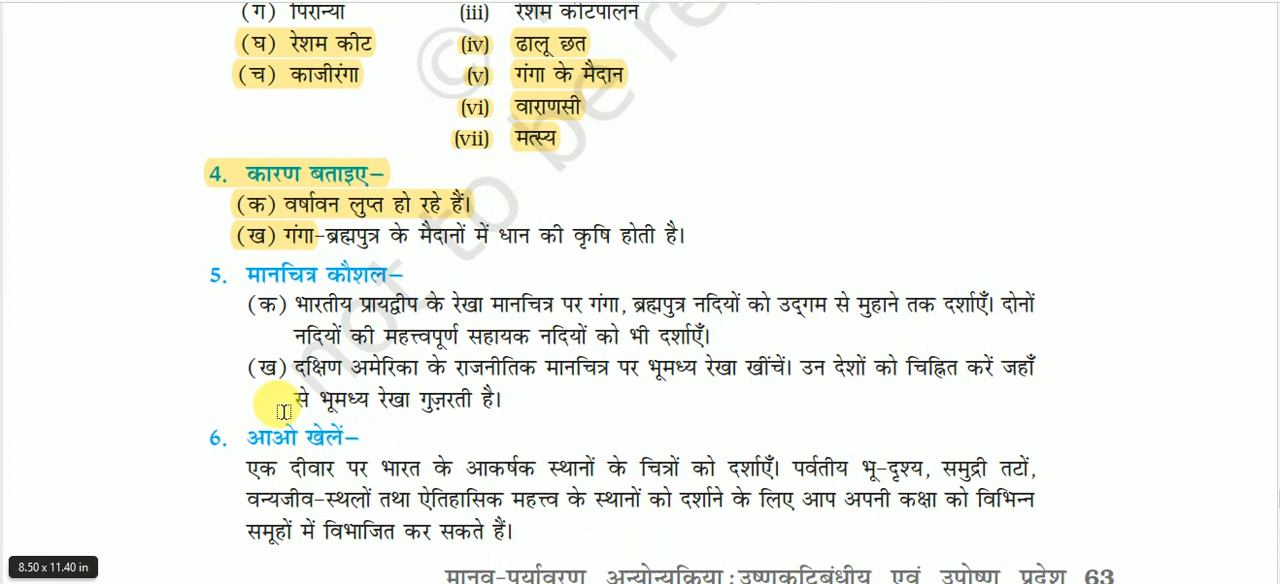 (ग) पिरान्या (iii) रेशम कीटपालन
(घ) रेशम कीट (iv) ढालू छत
(च) काजीरंगा (v) गंगा के मैदान
(vi) वाराणसी
(vii) मत्स्य
4. कारण बताइए–
(क) वर्षावन लुप्त हो रहे हैं।
(ख) गंगा-ब्रह्मपुत्र के मैदानों में धान की कृषि होती है।
5. मानचित्र कौशल–
(क) भारतीय प्रायद्वीप के रेखा मानचित्र पर गंगा, ब्रह्मपुत्र नदियों को उद्‌गम से मुहाने तक दर्शाएँ। दोनों
नदियों की महत्त्वपूर्ण सहायक नदियों को भी दर्शाएँ।
(ख) दक्षिण अमेरिका के राजनीतिक मानचित्र पर भूमध्य रेखा खींचें। उन देशों को चिह्नित करें जहाँ
से भूमध्य रेखा गुज़रती है।
6. आओ खेलें–
एक दीवार पर भारत के आकर्षक स्थानों के चित्रों को दर्शाएँ। पर्वतीय भू-दृश्य, समुद्री तटों,
वन्यजीव-स्थलों तथा ऐतिहासिक महत्त्व के स्थानों को दर्शाने के लिए आप अपनी कक्षा को विभिन्न
समूहों में विभाजित कर सकते हैं।
मानव-पर्यावरण अन्योन्यक्रिया : उष्णकटिबंधीय एवं उपोष्ण प्रदेश 63
8.50 x 11.40 in
© not to be re